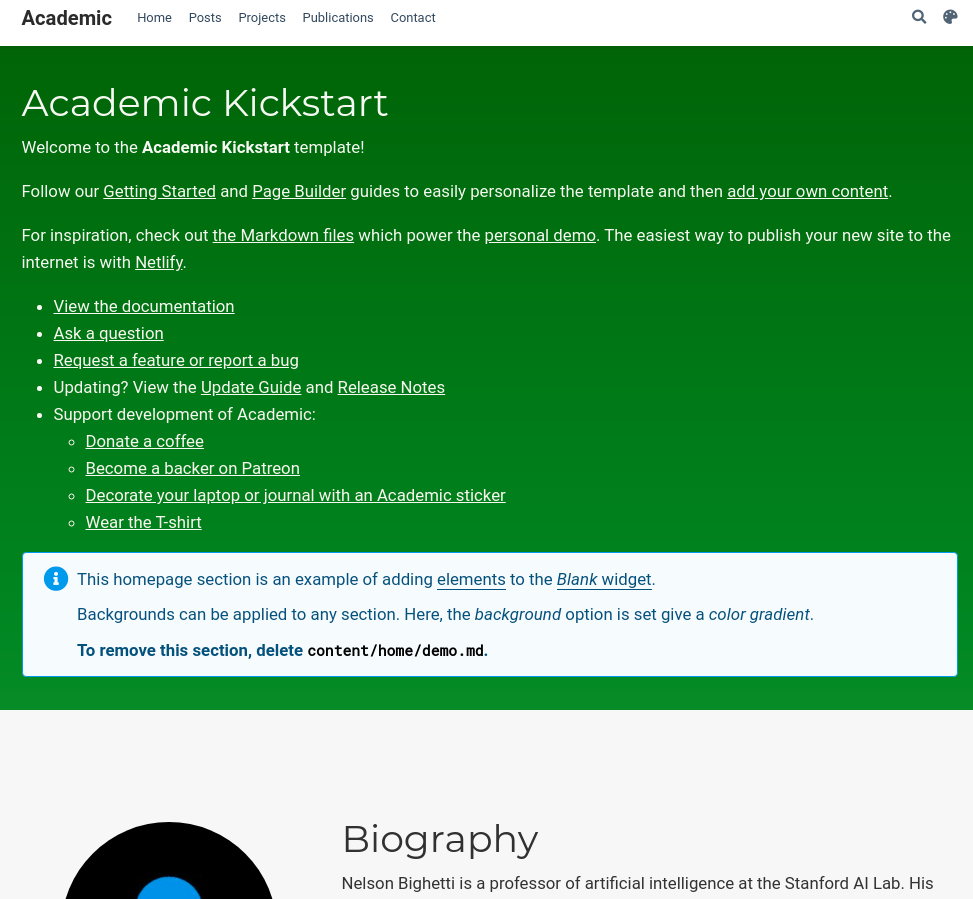 Academic Home Posts Projects Publications Contact
Academic Kickstart
Welcome to the Academic Kickstart template!
Follow our Getting Started and Page Builder guides to easily personalize the template and then add your own content.
For inspiration, check out the Markdown files which power the personal demo. The easiest way to publish your new site to the
internet is with Netlify.
View the documentation
Ask a question
Request a feature or report a bug
Updating? View the Update Guide and Release Notes
Support development of Academic:
Donate a coffee
Become a backer on Patreon
Decorate your laptop or journal with an Academic sticker
Wear the T-shirt
This homepage section is an example of adding elements to the Blank widget.
Backgrounds can be applied to any section. Here, the background option is set give a color gradient.
To remove this section, delete content/home/demo.md.
Biography
Nelson Bighetti is a professor of artificial intelligence at the Stanford AI Lab. His